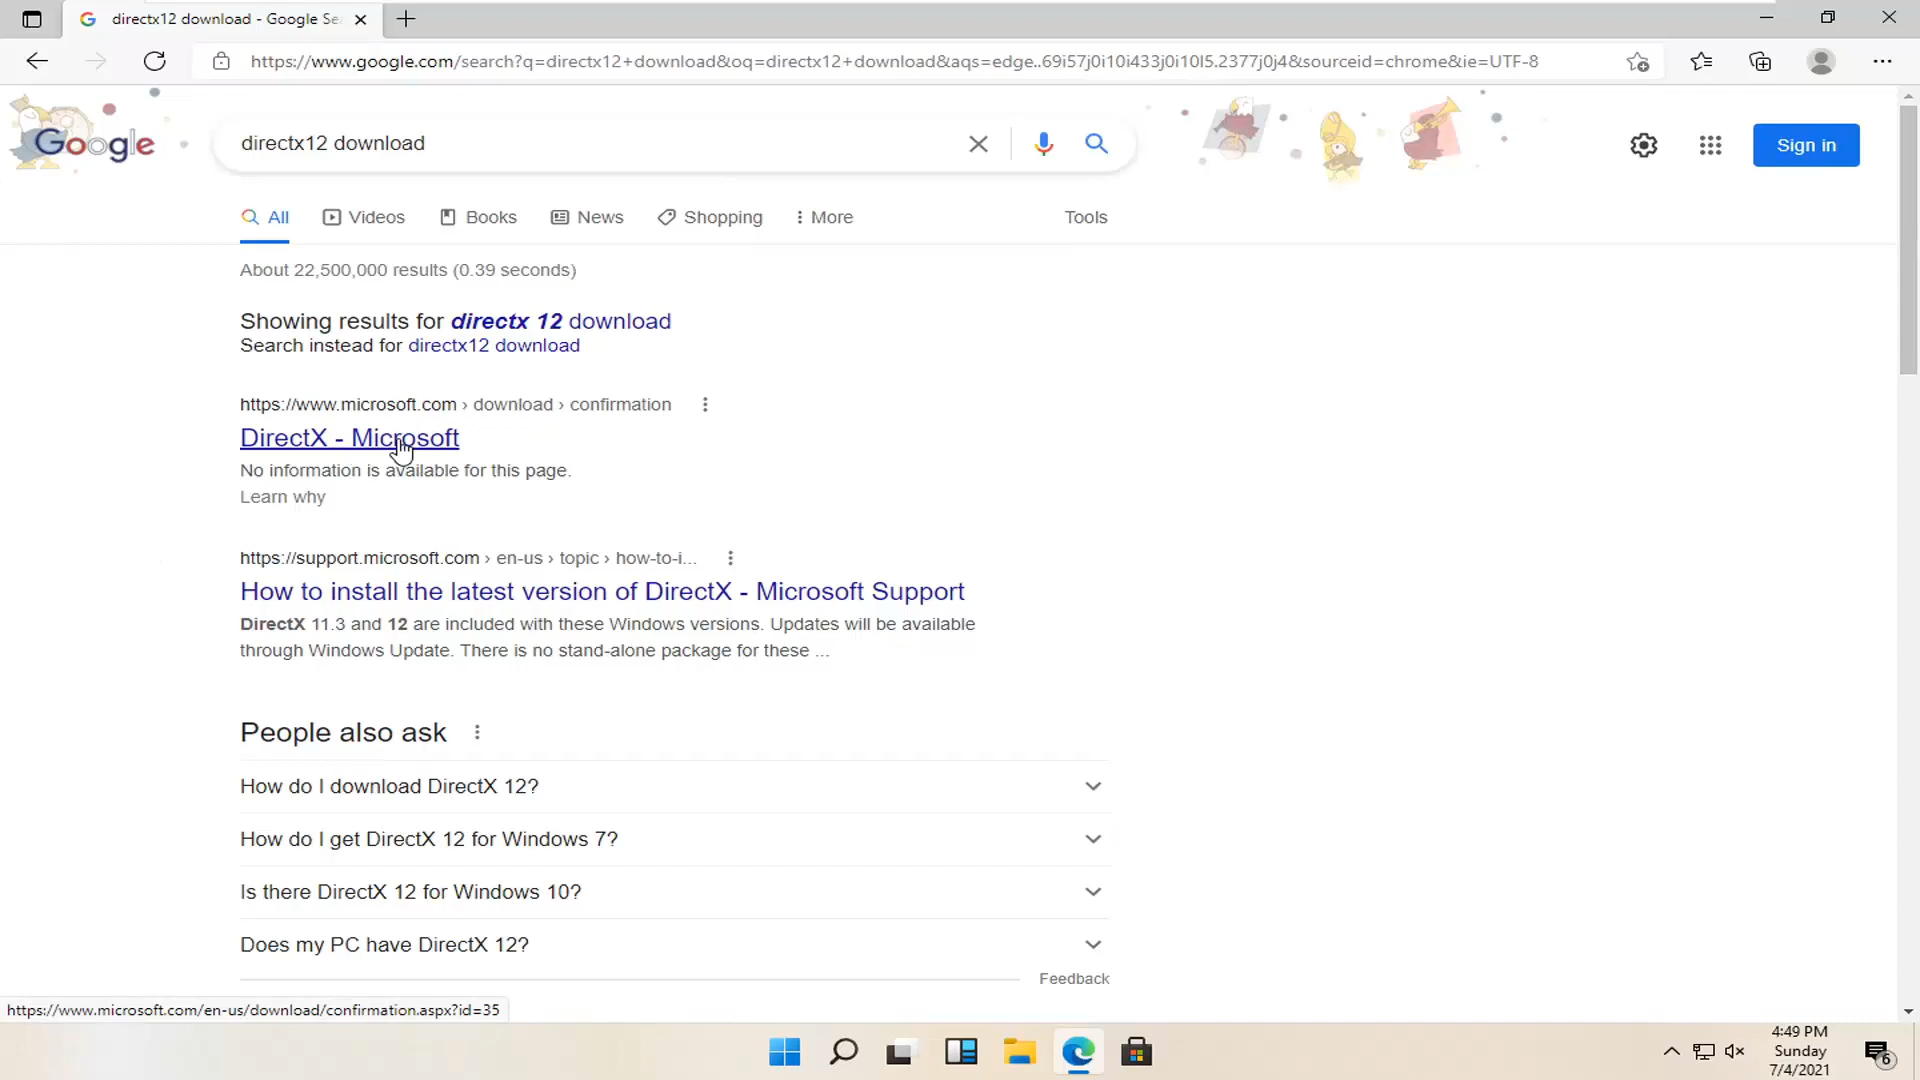 directx12 download - Google Se
https://www.google.com/search?q=directx12+download&oq=directx12+download&aqs=edge..69i57j0i10i433j0i10l5.2377j0j4&sourceid=chrome&ie=UTF-8
Google
directx12 download
Sign in
All
Videos
Books
News
Shopping
More
Tools
About 22,500,000 results (0.39 seconds)
Showing results for directx 12 download
Search instead for directx12 download
https://www.microsoft.com › download › confirmation
DirectX - Microsoft
No information is available for this page.
Learn why
https://support.microsoft.com › en-us › topic › how-to-i...
How to install the latest version of DirectX - Microsoft Support
DirectX 11.3 and 12 are included with these Windows versions. Updates will be available
through Windows Update. There is no stand-alone package for these ...
People also ask
How do I download DirectX 12?
How do I get DirectX 12 for Windows 7?
Is there DirectX 12 for Windows 10?
Does my PC have DirectX 12?
Feedback
https://www.microsoft.com/en-us/download/confirmation.aspx?id=35
4:49 PM
Sunday
7/4/2021
6